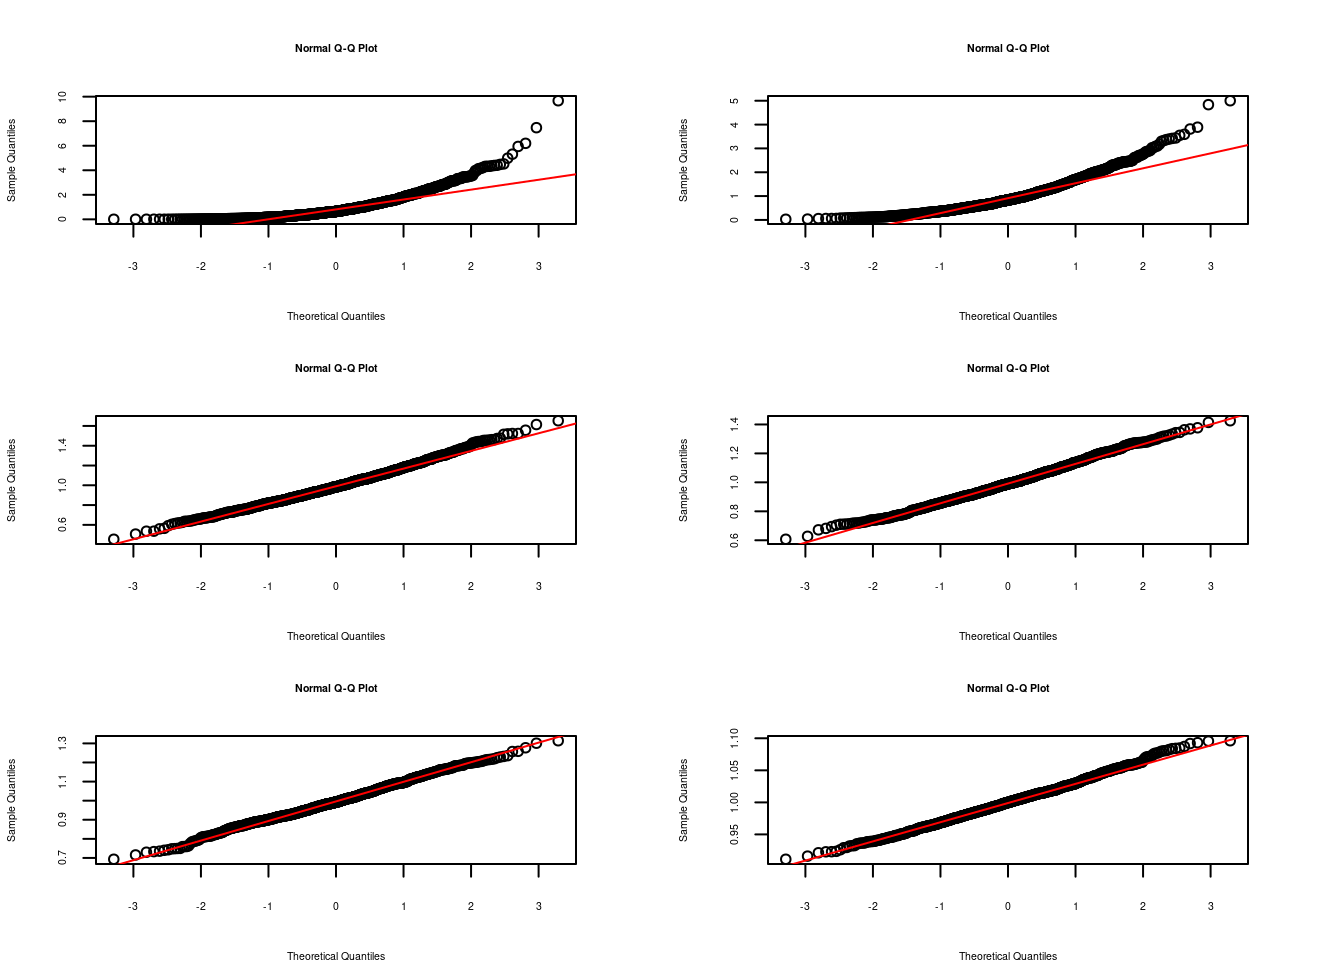 Normal Q-Q Plot
Sample Quantiles
10
8
6
4
2
0
-3 -2 -1 0 1 2 3
Theoretical Quantiles
Normal Q-Q Plot
Sample Quantiles
5
4
3
2
1
0
-3 -2 -1 0 1 2 3
Theoretical Quantiles
Normal Q-Q Plot
Sample Quantiles
1.4
1.0
0.6
-3 -2 -1 0 1 2 3
Theoretical Quantiles
Normal Q-Q Plot
Sample Quantiles
1.4
1.2
1.0
0.8
0.6
-3 -2 -1 0 1 2 3
Theoretical Quantiles
Normal Q-Q Plot
Sample Quantiles
1.3
1.1
0.9
0.7
-3 -2 -1 0 1 2 3
Theoretical Quantiles
Normal Q-Q Plot
Sample Quantiles
1.10
1.05
1.00
0.95
-3 -2 -1 0 1 2 3
Theoretical Quantiles